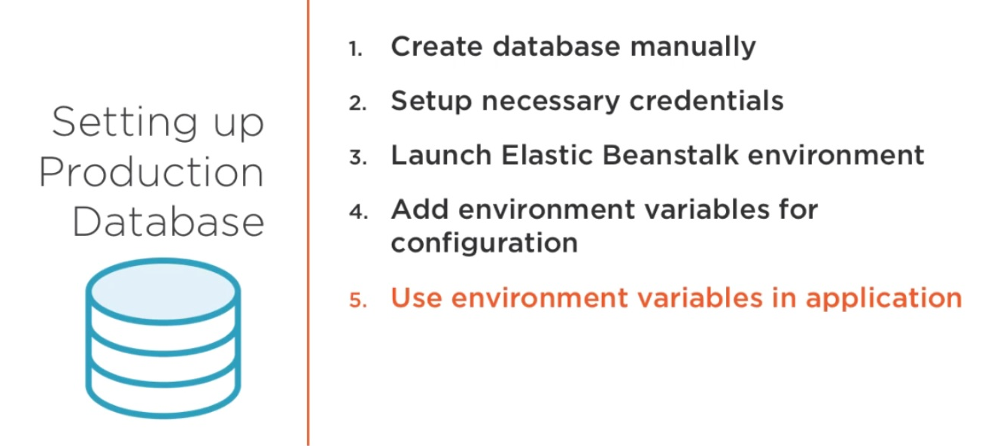 Setting up
Production
Database
1. Create database manually
2. Setup necessary credentials
3. Launch Elastic Beanstalk environment
4. Add environment variables for
configuration
5. Use environment variables in application